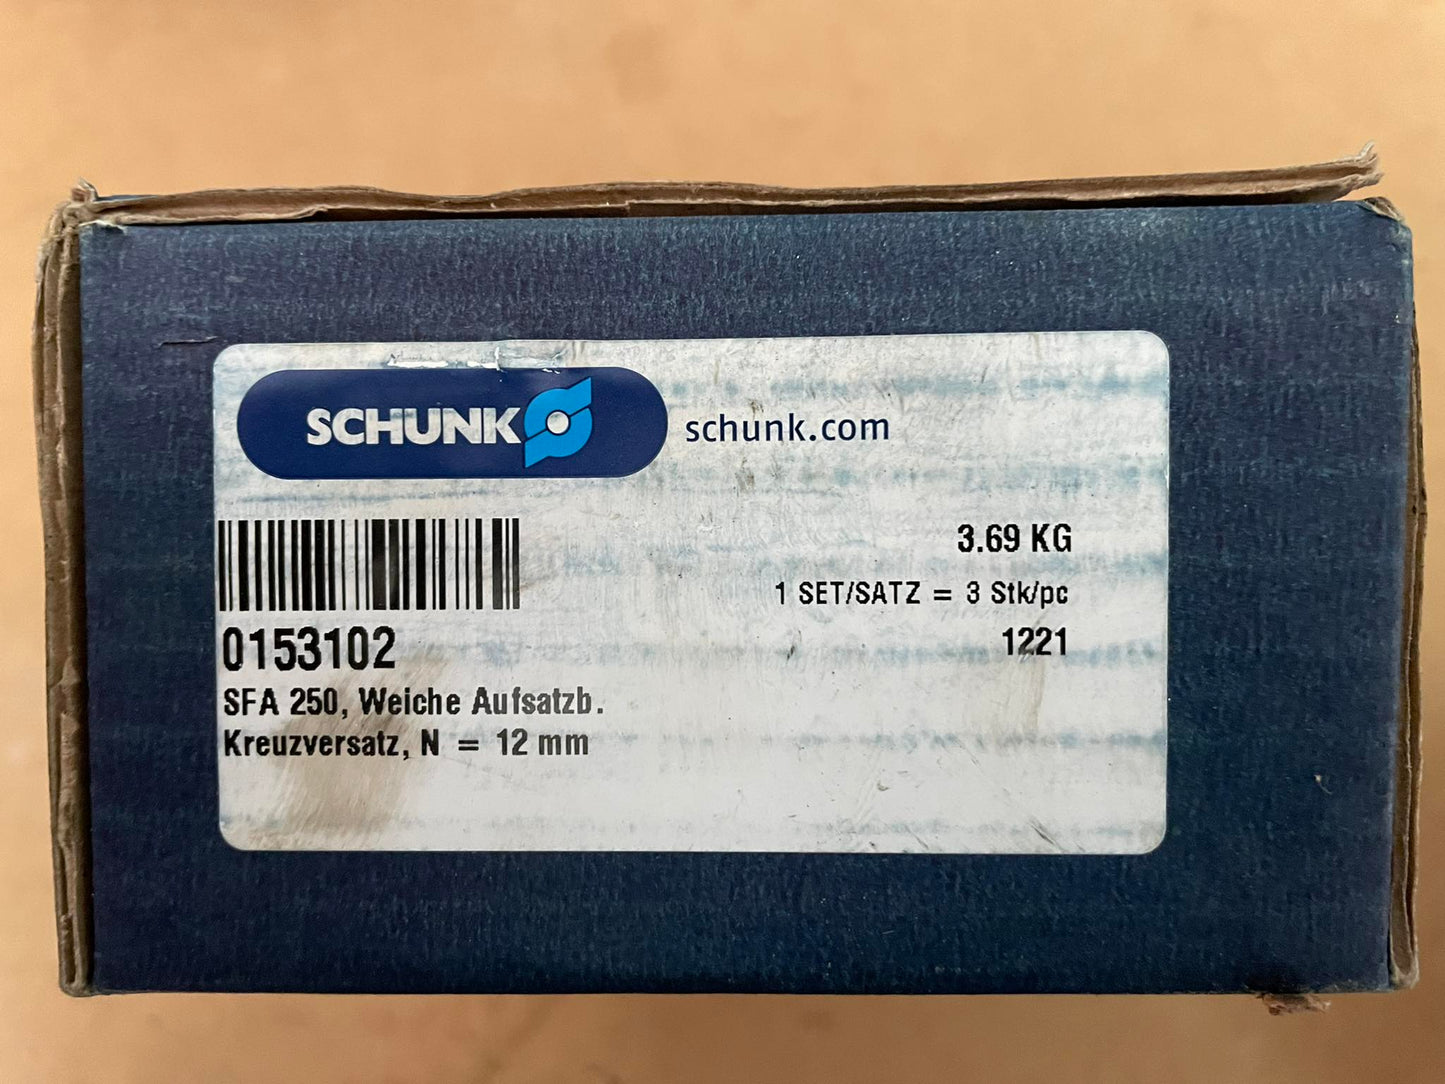 SCHUNK
schunk.com
3.69 KG
1 SET/SATZ = 3 Stk/pc
0153102
1221
SFA 250, Weiche Aufsatzb.
Kreuzversatz, N = 12 mm